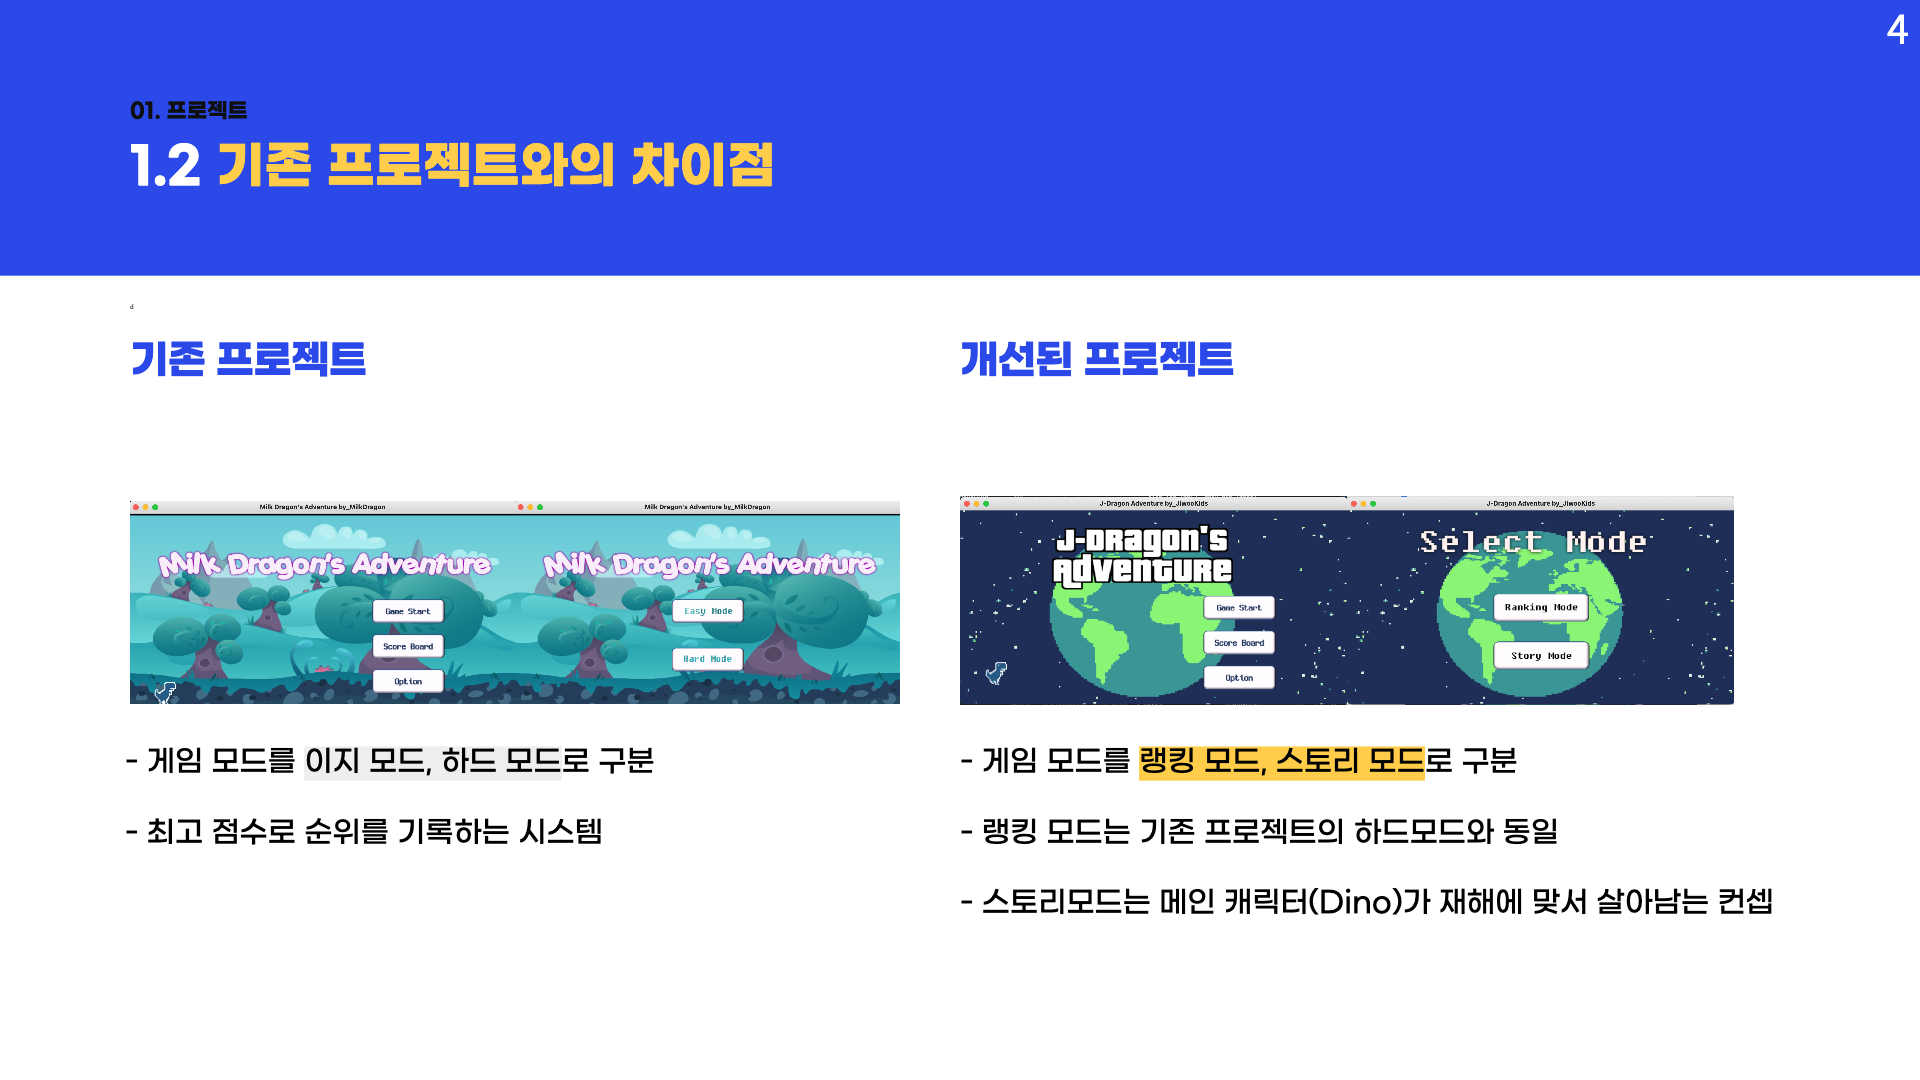 4
01. 프로젝트
1.2 기존 프로젝트와의 차이점
d
기존 프로젝트
Milk Dragon's Adventure by_MilkDragon
Milk Dragon's Adventure
Game Start
Score Board
Option
Milk Dragon's Adventure by_MilkDragon
Milk Dragon's Adventure
Easy Mode
Hard Mode
- 게임 모드를 이지 모드, 하드 모드로 구분
- 최고 점수로 순위를 기록하는 시스템
개선된 프로젝트
J-Dragon Adventure by_JiwooKids
J-DRagon's
Adventure
Game Start
Score Board
Option
J-Dragon Adventure by_JiwooKids
Select Mode
Ranking Mode
Story Mode
- 게임 모드를 랭킹 모드, 스토리 모드로 구분
- 랭킹 모드는 기존 프로젝트의 하드모드와 동일
- 스토리모드는 메인 캐릭터(Dino)가 재해에 맞서 살아남는 컨셉